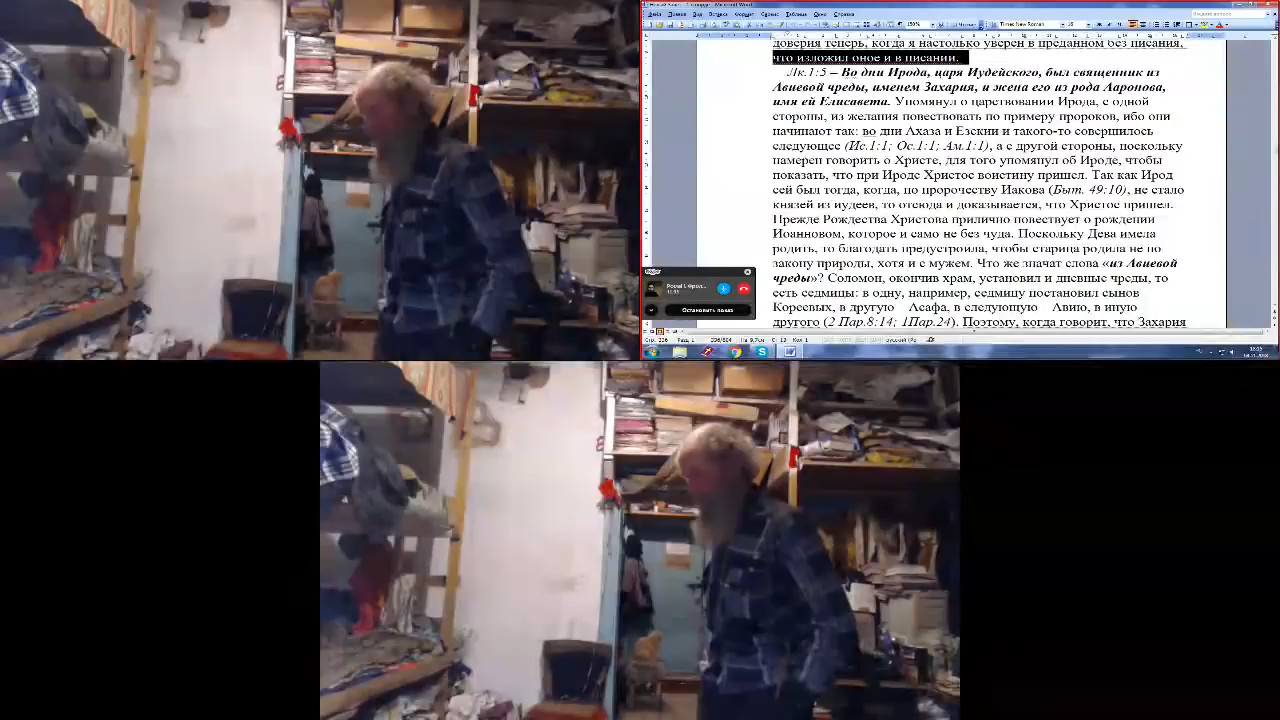 доверия теперь, когда я настолько уверен в преданном без писания,
что изложил оное и в писании.
Лк.1:5 – Во дни Ирода, царя Иудейского, был священник из
Авиевой чреды, именем Захария, и жена его из рода Ааронова,
имя ей Елисавета. Упомянул о царствовании Ирода, с одной
стороны, из желания повествовать по примеру пророков, ибо они
начинают так: во дни Ахаза и Езекии и такого-то совершилось
следующее (Ис.1:1; Ос.1:1; Ам.1:1), а с другой стороны, поскольку
намерен говорить о Христе, для того упомянул об Ироде, чтобы
показать, что при Ироде Христос воистину пришел. Так как Ирод
сей был тогда, когда, по пророчеству Иакова (Быт. 49:10), не стало
князей из иудеев, то отсюда и доказывается, что Христос пришел.
Прежде Рождества Христова прилично повествует о рождении
Иоанновом, которое и само не без чуда. Поскольку Дева имела
родить, то благодать предустроила, чтобы старица родила не по
закону природы, хотя и с мужем. Что же значат слова «из Авиевой
чреды»? Соломон, окончив храм, установил и дневные чреды, то
есть седмицы: в одну, например, седмицу постановил сынов
Кореевых, в другую Асафа, в следующую Авию, в иную
другого (2 Пар.8:14; 1Пар.24). Поэтому, когда говорит, что Захария
Остановить показ